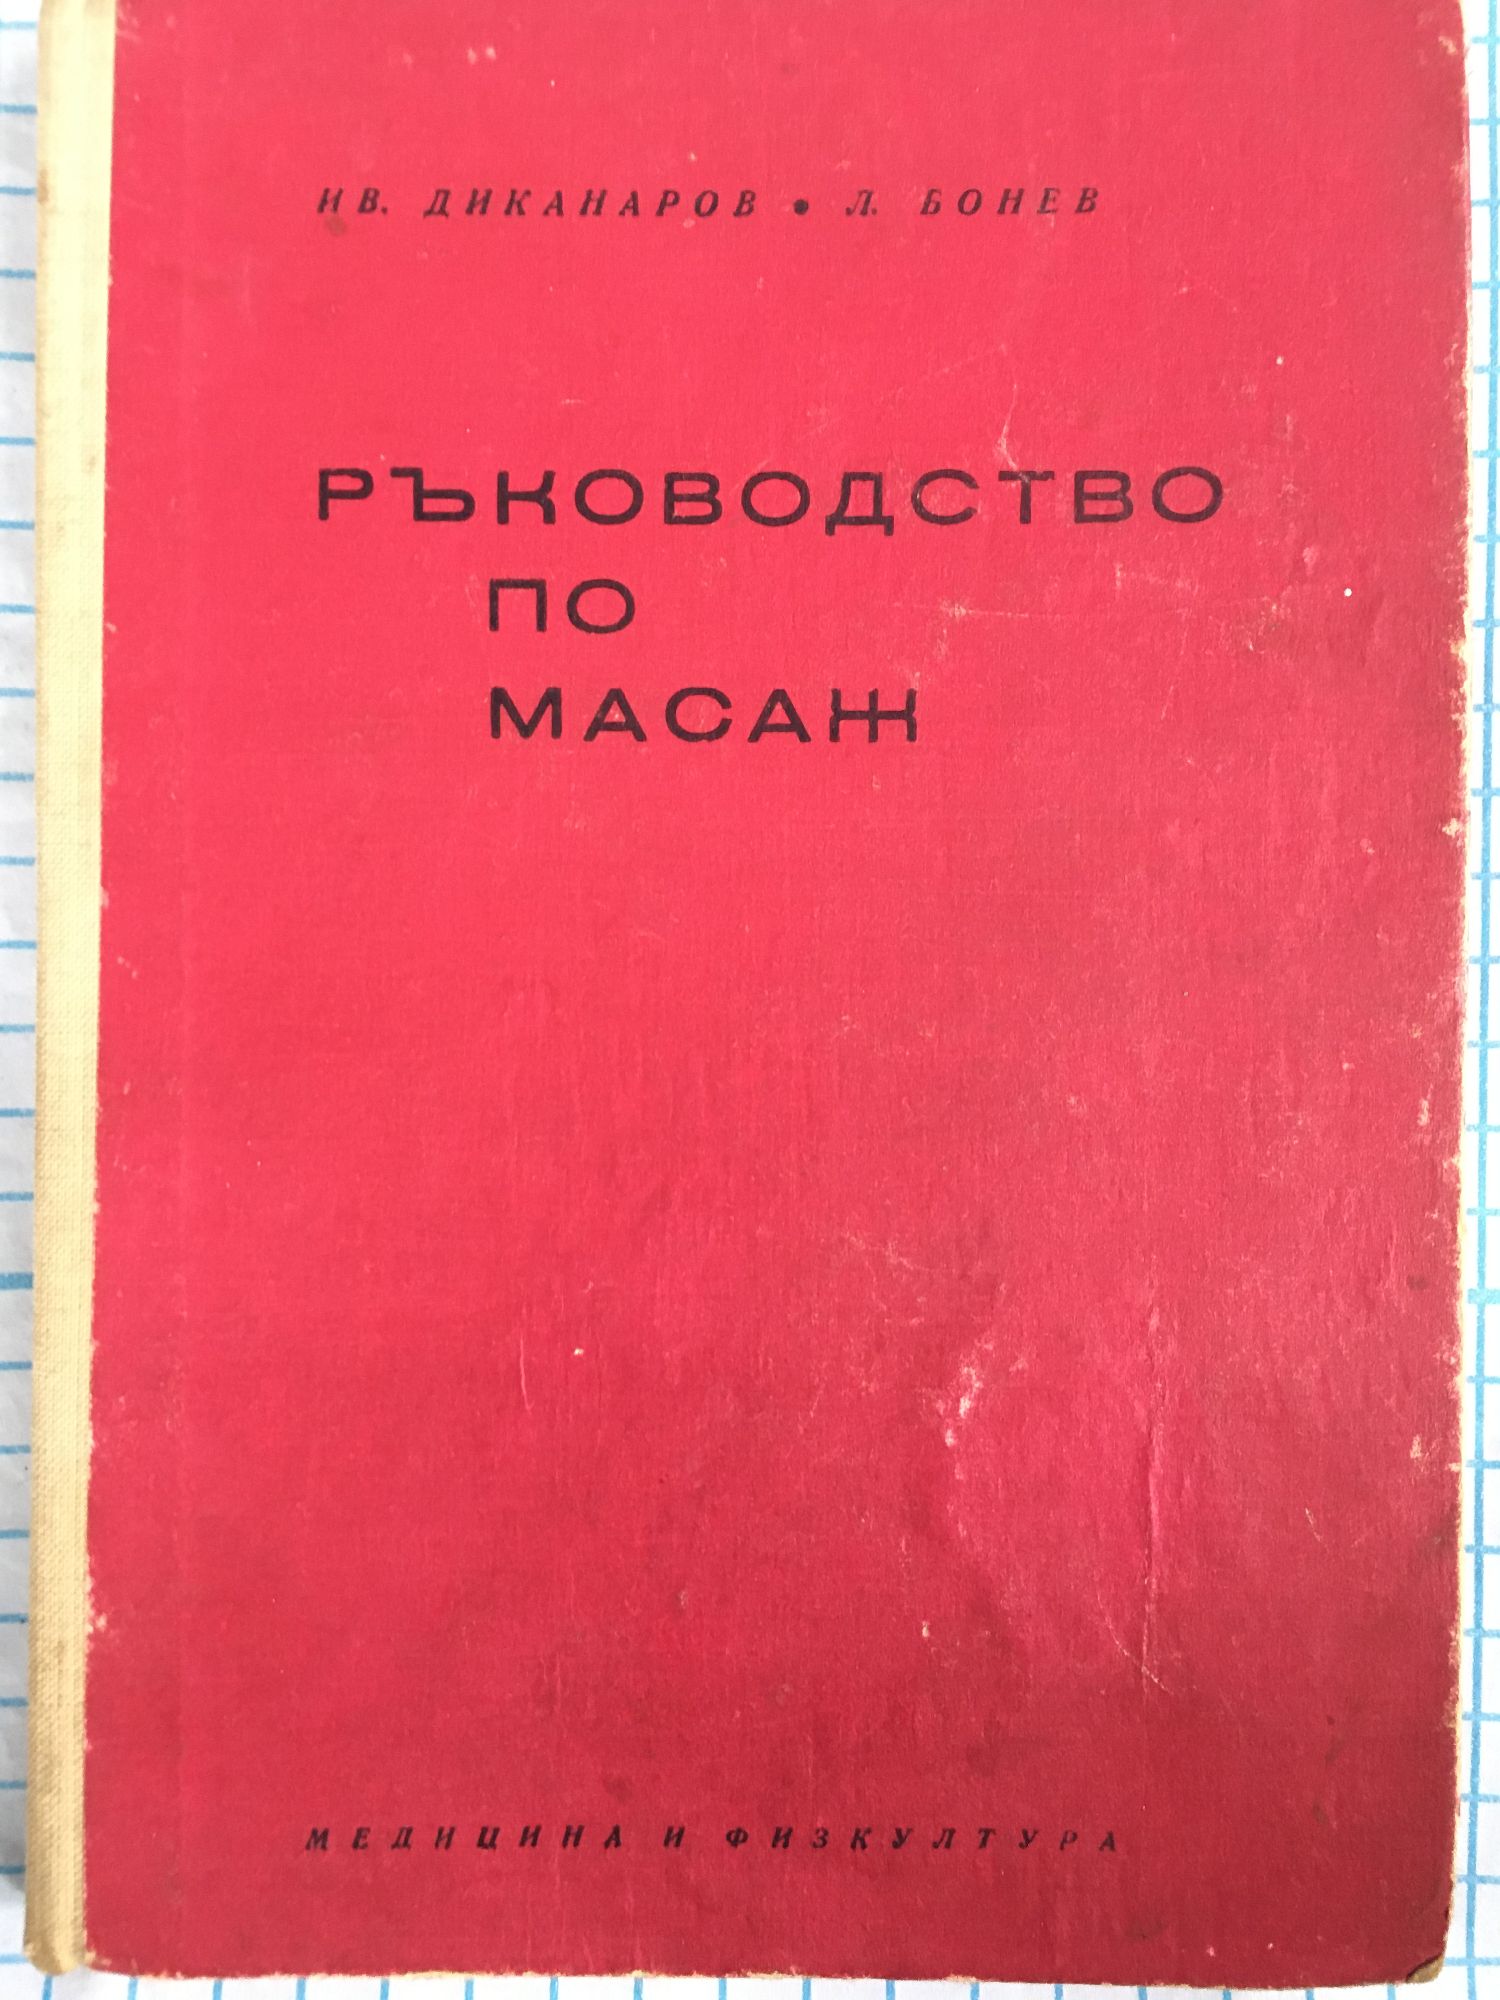 ИВ. ДИКАНАРОВ • Л. БОНЕВ
РЪКОВОДСТВО
ПО
МАСАЖ
МЕДИЦИНА И ФИЗКУЛТУРА